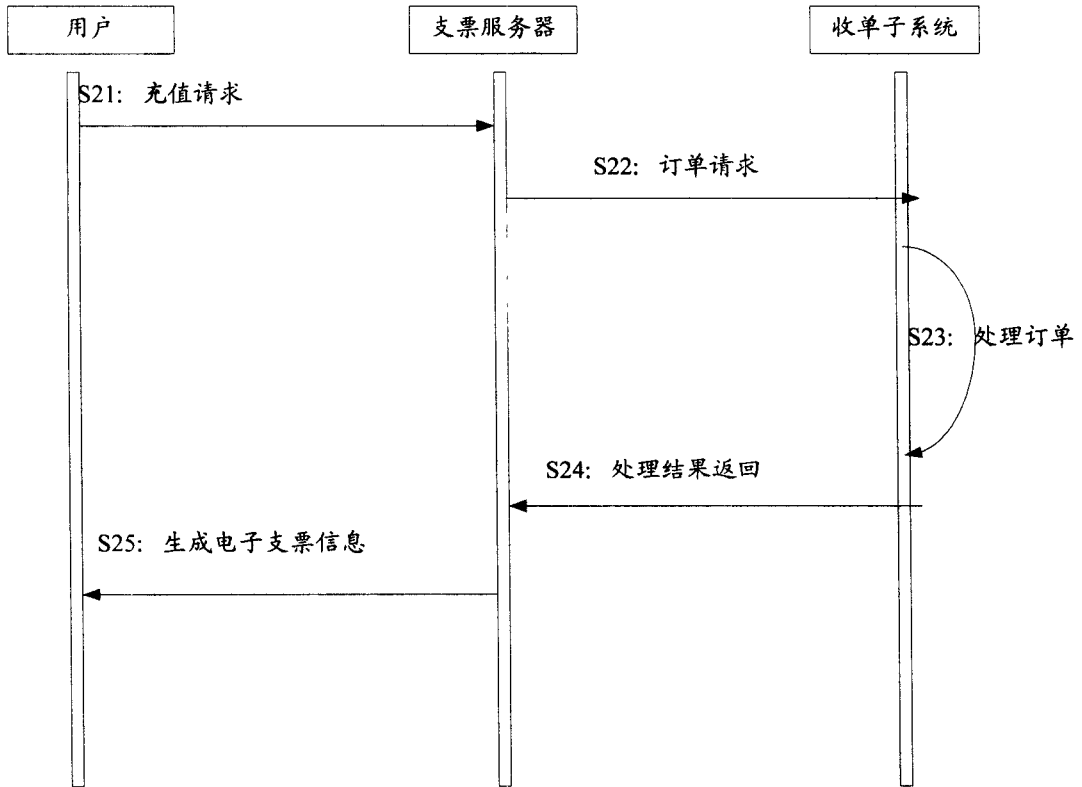 用户
支票服务器
收单子系统
S21: 充值请求
S22: 订单请求
S23: 处理订单
S24: 处理结果返回
S25: 生成电子支票信息